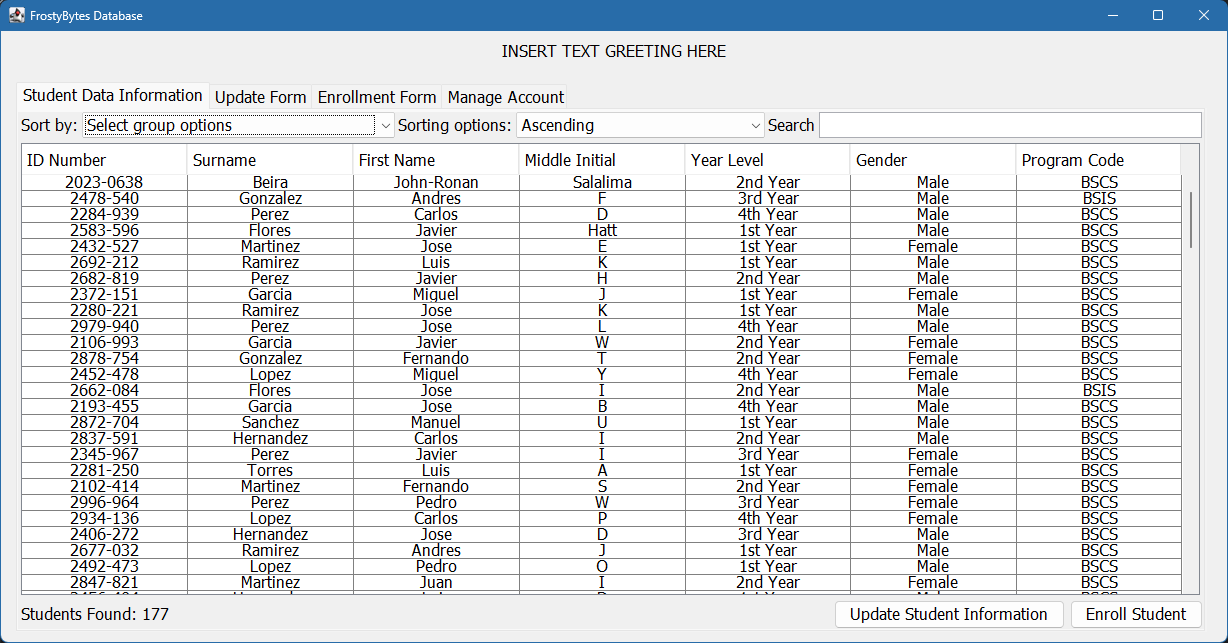 FrostyBytes Database
INSERT TEXT GREETING HERE
Student Data Information Update Form Enrollment Form Manage Account
Sort by: Select group options Sorting options: Ascending Search
ID Number Surname First Name Middle Initial Year Level Gender Program Code
2023-0638 Beira John-Ronan Salalima 2nd Year Male BSCS
2478-540 Gonzalez Andres F 3rd Year Male BSIS
2284-939 Perez Carlos D 4th Year Male BSCS
2583-596 Flores Javier Hatt 1st Year Male BSCS
2432-527 Martinez Jose E 1st Year Female BSCS
2692-212 Ramirez Luis K 1st Year Male BSCS
2682-819 Perez Javier H 2nd Year Male BSCS
2372-151 Garcia Miguel J 1st Year Female BSCS
2280-221 Ramirez Jose K 1st Year Male BSCS
2979-940 Perez Jose L 4th Year Male BSCS
2106-993 Garcia Javier W 2nd Year Female BSCS
2878-754 Gonzalez Fernando T 2nd Year Female BSCS
2452-478 Lopez Miguel Y 4th Year Female BSCS
2662-084 Flores Jose I 2nd Year Male BSIS
2193-455 Garcia Jose B 4th Year Male BSCS
2872-704 Sanchez Manuel U 1st Year Male BSCS
2837-591 Hernandez Carlos I 2nd Year Male BSCS
2345-967 Perez Javier I 3rd Year Female BSCS
2281-250 Torres Luis A 1st Year Female BSCS
2102-414 Martinez Fernando S 2nd Year Female BSCS
2996-964 Perez Pedro W 3rd Year Female BSCS
2934-136 Lopez Carlos P 4th Year Female BSCS
2406-272 Hernandez Jose D 3rd Year Male BSCS
2677-032 Ramirez Andres J 1st Year Male BSCS
2492-473 Lopez Pedro O 1st Year Male BSCS
2847-821 Martinez Juan I 2nd Year Female BSCS
Students Found: 177 Update Student Information Enroll Student